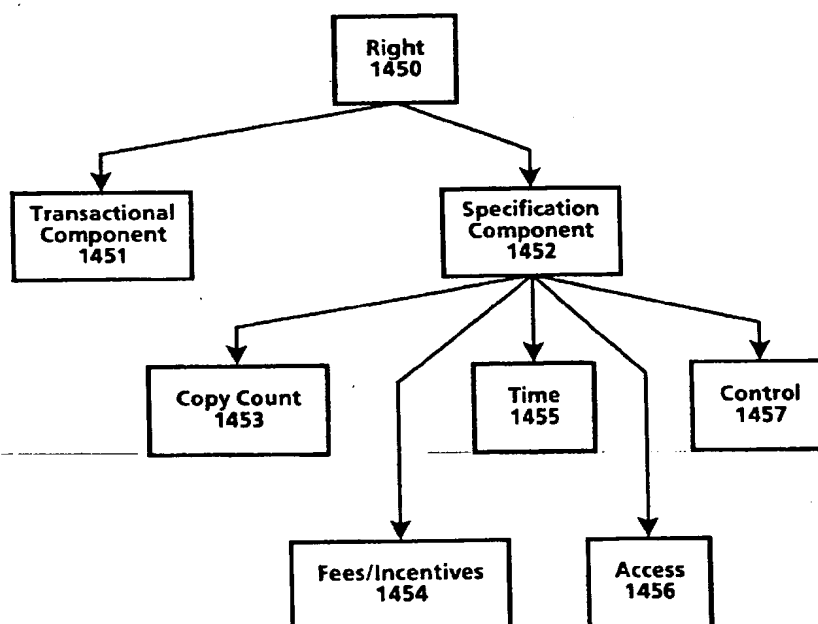 Right
1450
Transactional
Component
1451
Specification
Component
1452
Copy Count
1453
Time
1455
Control
1457
Fees/Incentives
1454
Access
1456